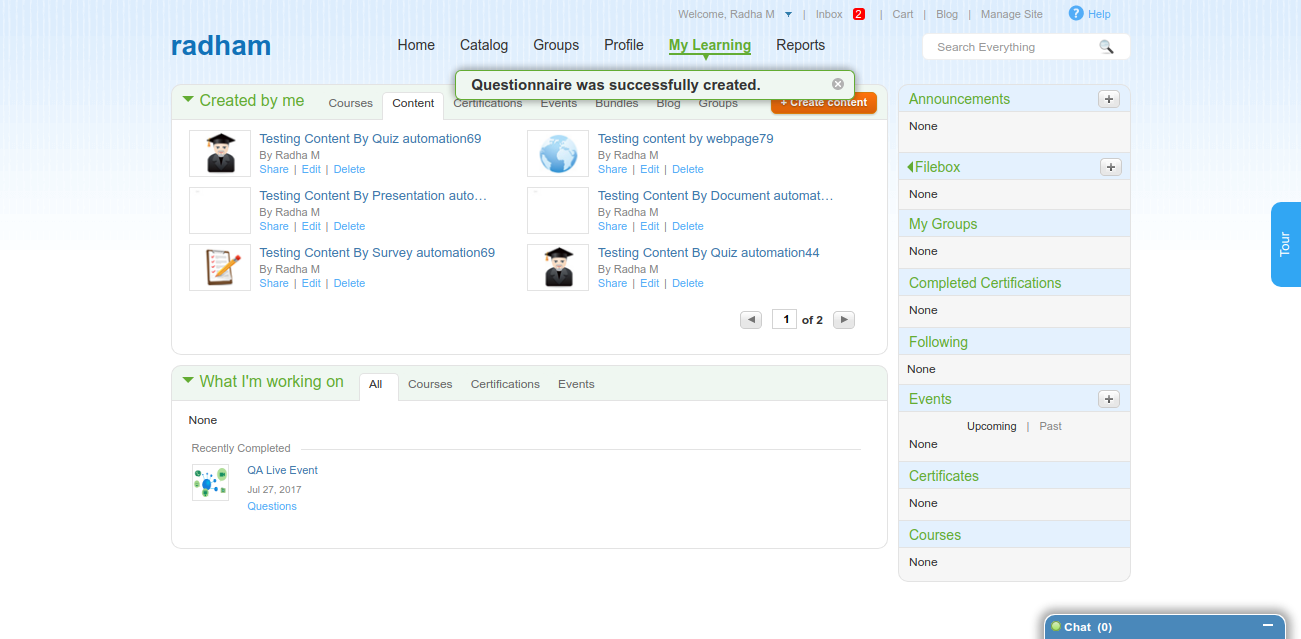 Welcome, Radha M | Inbox 2 | Cart | Blog | Manage Site ? Help
radham
Home Catalog Groups Profile My Learning Reports
Search Everything
Questionnaire was successfully created.
Created by me Courses Content Certifications Events Bundles Blog Groups + Create content
Testing Content By Quiz automation69
By Radha M
Share | Edit | Delete
Testing content by webpage79
By Radha M
Share | Edit | Delete
Testing Content By Presentation auto…
By Radha M
Share | Edit | Delete
Testing Content By Document automat…
By Radha M
Share | Edit | Delete
Testing Content By Survey automation69
By Radha M
Share | Edit | Delete
Testing Content By Quiz automation44
By Radha M
Share | Edit | Delete
1 of 2
What I'm working on All Courses Certifications Events
None
Recently Completed
QA Live Event
Jul 27, 2017
Questions
Announcements +
None
Filebox +
None
My Groups
None
Completed Certifications
None
Following
None
Events +
Upcoming | Past
None
Certificates
None
Courses
None
Tour
Chat (0)